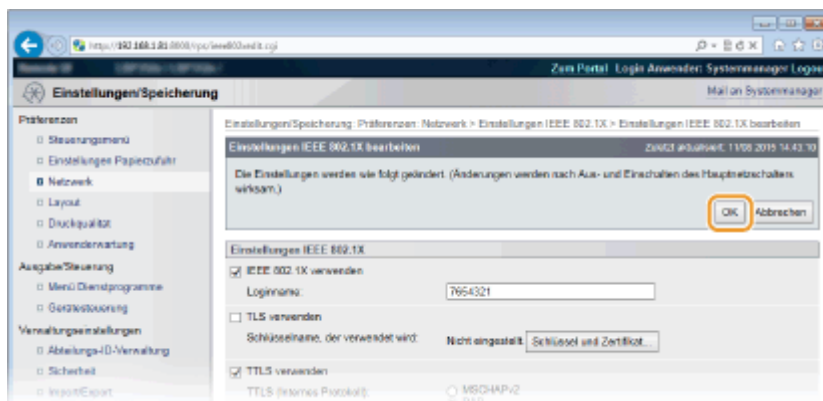 http://192.168.1.81:8000/rps/ieee802xedit.cgi
Zum Portal Login Anwender: Systemmanager Logou
Einstellungen/Speicherung
Mail an Systemmanager
Präferenzen
Steuerungsmenü
Einstellungen Papierzufuhr
Netzwerk
Layout
Druckqualität
Anwenderwartung
Ausgabe/Steuerung
Menü Dienstprogramme
Gerätesteuerung
Verwaltungseinstellungen
Abteilungs-ID-Verwaltung
Sicherheit
Import/Export
Einstellungen/Speicherung: Präferenzen: Netzwerk > Einstellungen IEEE 802.1X > Einstellungen IEEE 802.1X bearbeiten
Einstellungen IEEE 802.1X bearbeiten
Zuletzt aktualisiert: 11/06 2015 14:43:10
Die Einstellungen werden wie folgt geändert. (Änderungen werden nach Aus- und Einschalten des Hauptnetzschalters
wirksam.)
OK Abbrechen
Einstellungen IEEE 802.1X
IEEE 802.1X verwenden
Loginname: 7654321
TLS verwenden
Schlüsselname, der verwendet wird: Nicht eingestellt Schlüssel und Zertifikat...
TTLS verwenden
TTLS (Internes Protokoll): MSCHAPv2